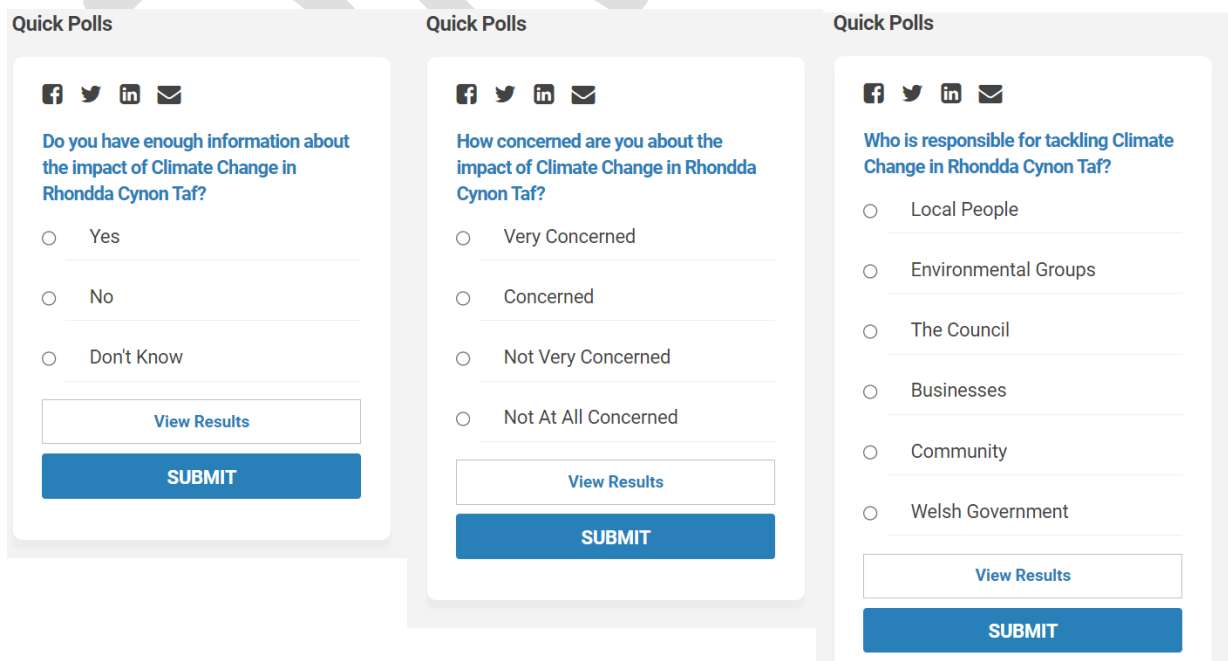 Quick Polls
Do you have enough information about
the impact of Climate Change in
Rhondda Cynon Taf?
Yes
No
Don't Know
View Results
SUBMIT
Quick Polls
How concerned are you about the
impact of Climate Change in Rhondda
Cynon Taf?
Very Concerned
Concerned
Not Very Concerned
Not At All Concerned
View Results
SUBMIT
Quick Polls
Who is responsible for tackling Climate
Change in Rhondda Cynon Taf?
Local People
Environmental Groups
The Council
Businesses
Community
Welsh Government
View Results
SUBMIT